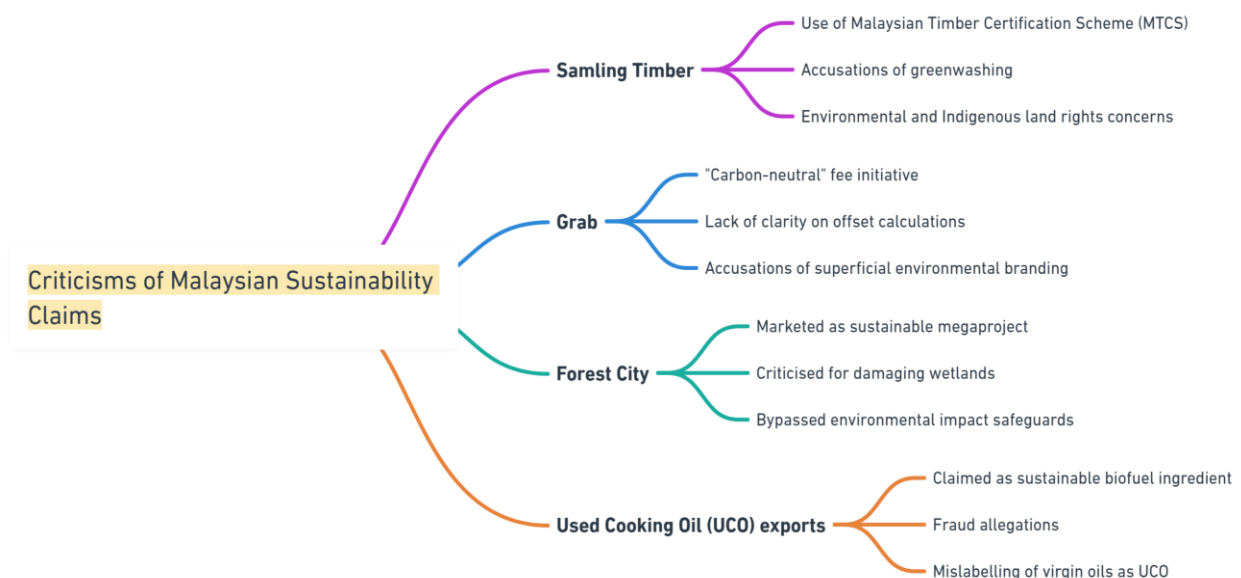 Criticisms of Malaysian Sustainability
Claims
Samling Timber
Use of Malaysian Timber Certification Scheme (MTCS)
Accusations of greenwashing
Environmental and Indigenous land rights concerns
Grab
"Carbon-neutral" fee initiative
Lack of clarity on offset calculations
Accusations of superficial environmental branding
Forest City
Marketed as sustainable megaproject
Criticised for damaging wetlands
Bypassed environmental impact safeguards
Used Cooking Oil (UCO) exports
Claimed as sustainable biofuel ingredient
Fraud allegations
Mislabelling of virgin oils as UCO